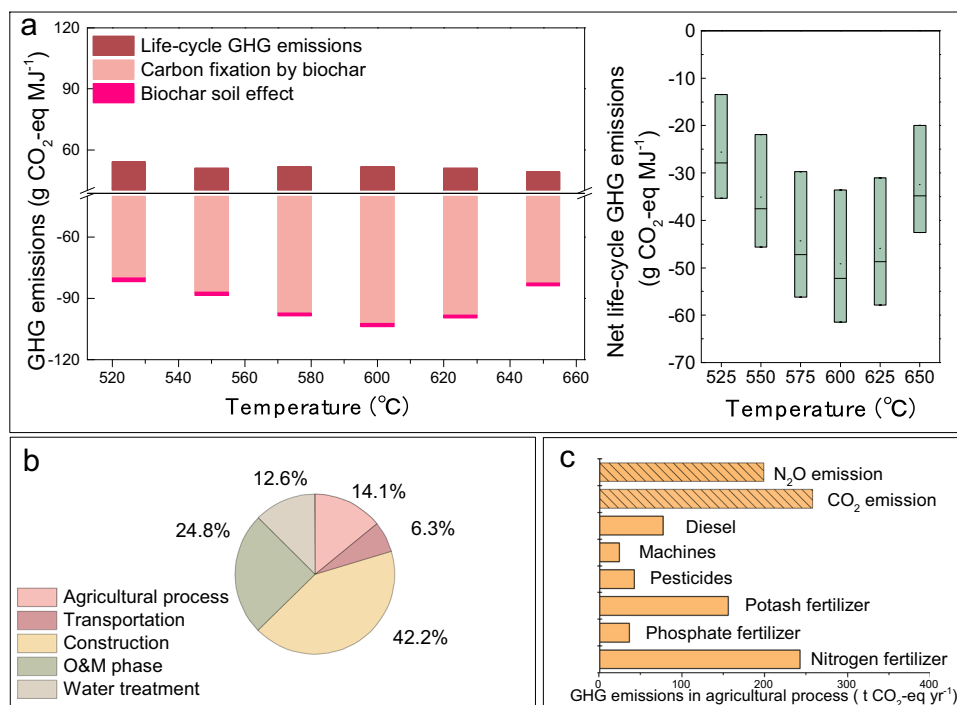 a
120
90
60
-60
-90
-120
GHG emissions (g CO₂-eq MJ⁻¹)
Life-cycle GHG emissions
Carbon fixation by biochar
Biochar soil effect
520 540 560 580 600 620 640 660
Temperature (°C)
0
-10
-20
-30
-40
-50
-60
-70
Net life-cycle GHG emissions
(g CO₂-eq MJ⁻¹)
525 550 575 600 625 650
Temperature (°C)
b
12.6%
14.1%
24.8%
6.3%
42.2%
Agricultural process
Transportation
Construction
O&M phase
Water treatment
c
N₂O emission
CO₂ emission
Diesel
Machines
Pesticides
Potash fertilizer
Phosphate fertilizer
Nitrogen fertilizer
0 100 200 300 400
GHG emissions in agricultural process ( t CO₂-eq yr⁻¹)